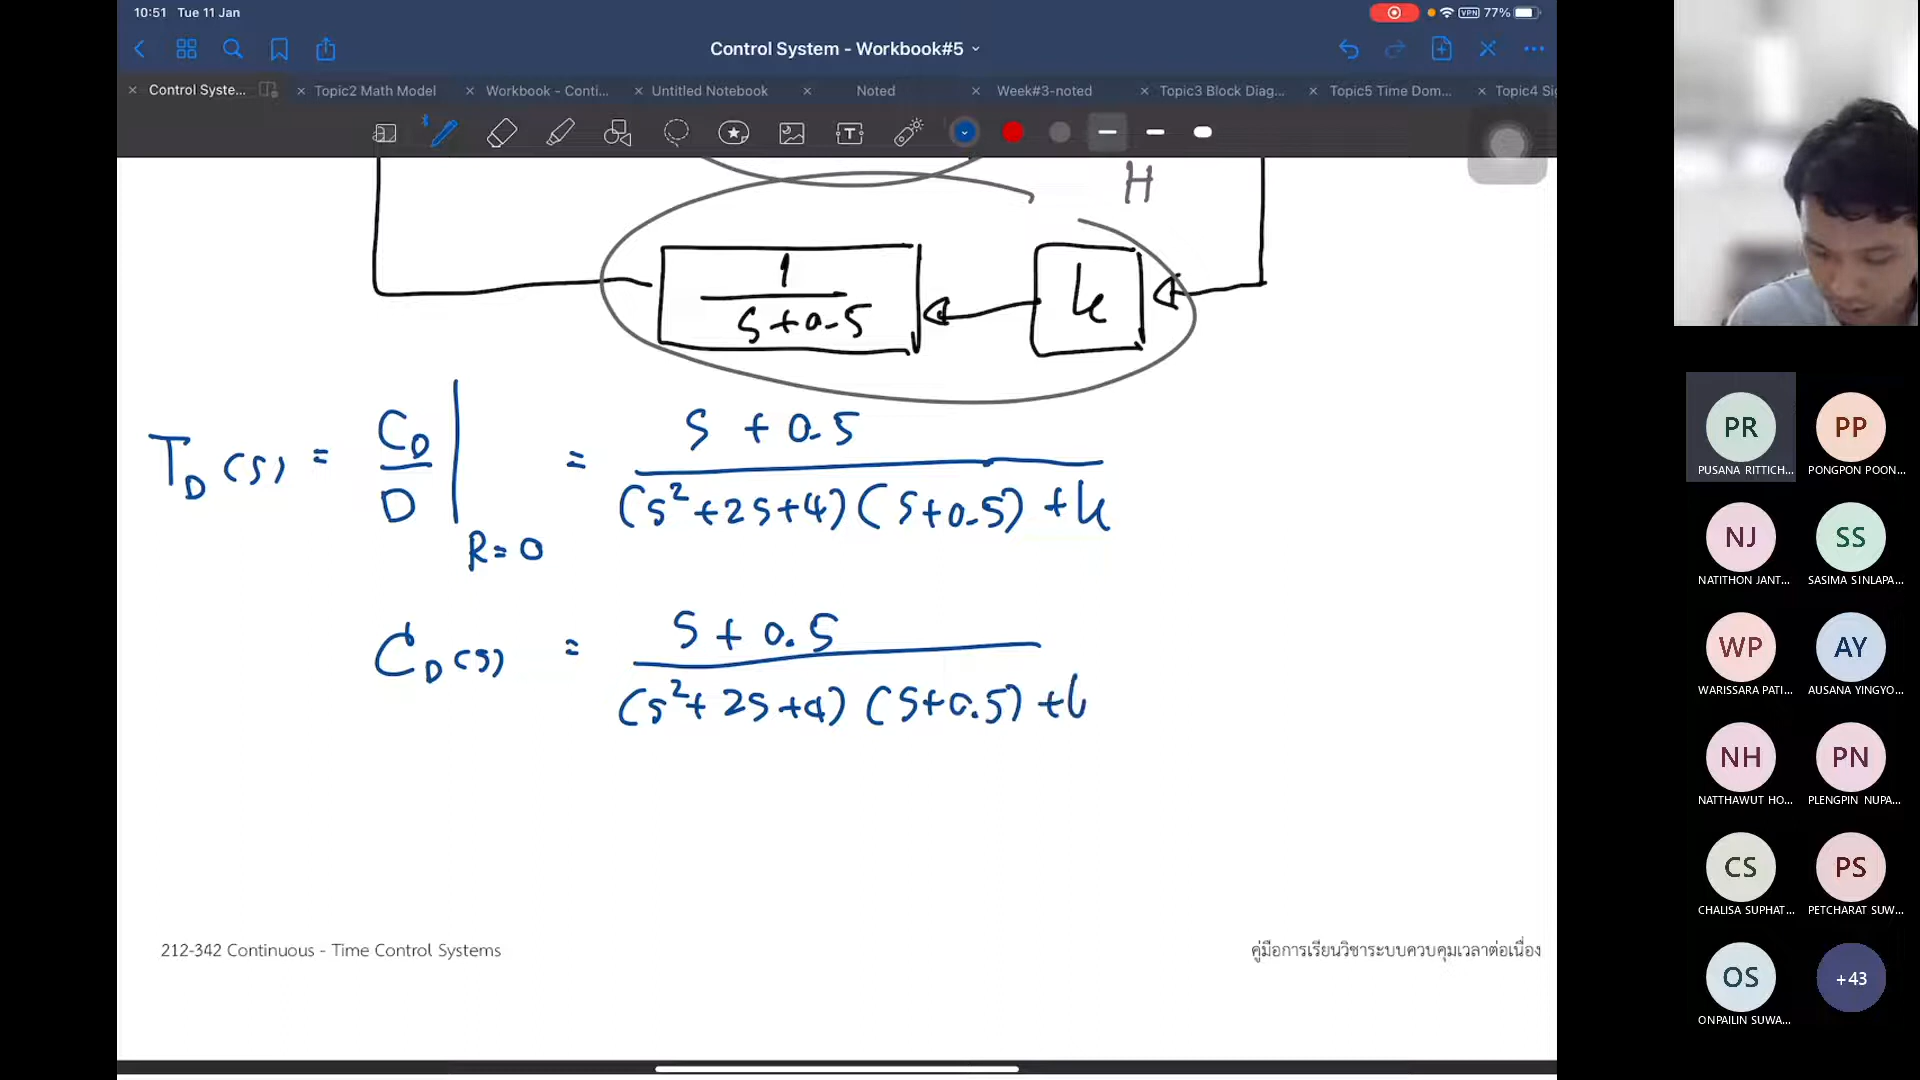 10:51 Tue 11 Jan
VPN 77%
Control System - Workbook#5
Control Syste...
Topic2 Math Model
Workbook - Conti...
Untitled Notebook
Noted
Week#3-noted
Topic3 Block Diag...
Topic5 Time Dom...
Topic4 Si
H
1
s+0.5
k
T_D(s) = C_D / D | R=0 = s + 0.5 / (s²+2s+4)(s+0.5)+k
C_D(s) = s + 0.5 / (s²+2s+4)(s+0.5)+k
212-342 Continuous - Time Control Systems
คู่มือการเรียนวิชาระบบควบคุมเวลาต่อเนื่อง
PR
PUSANA RITTICH...
PP
PONGPON POON...
NJ
NATITHON JANT...
SS
SASIMA SINLAPA...
WP
WARISSARA PATI...
AY
AUSANA YINGYO...
NH
NATTHAWUT HO...
PN
PLENGPIN NUPA...
CS
CHALISA SUPHAT...
PS
PETCHARAT SUW...
OS
ONPAILIN SUWA...
+43